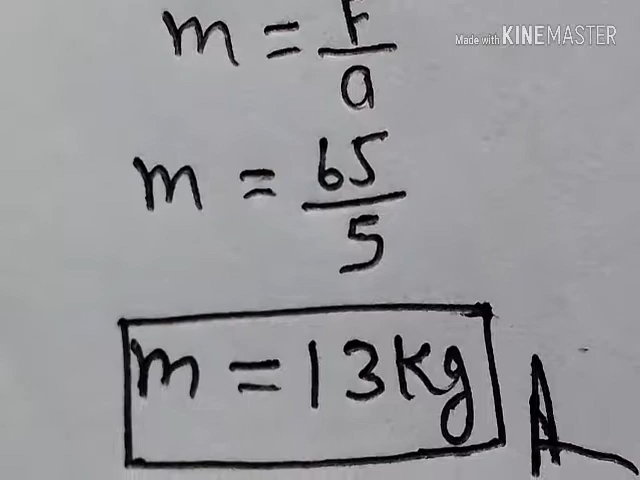 Made with KINEMASTER
m = F/a
m = 65/5
m = 13Kg